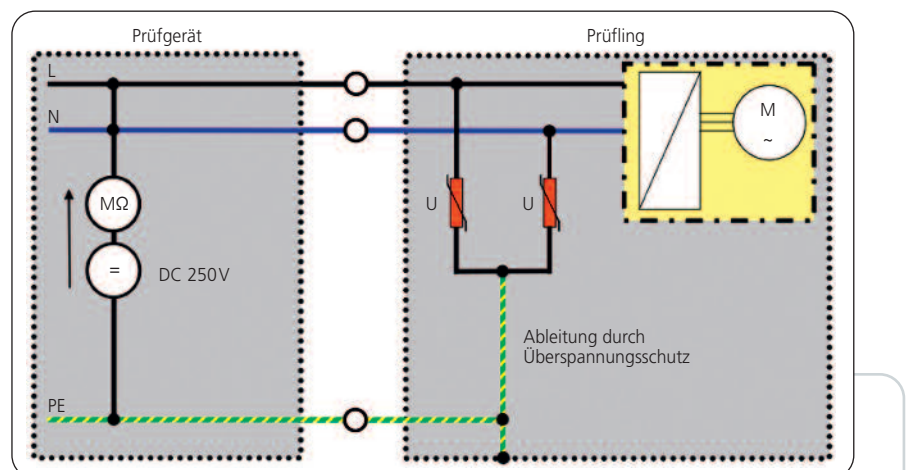 Prüfgerät
Prüfling
L
N
M
~
MΩ
U
U
=
DC 250V
Ableitung durch
Überspannungsschutz
PE